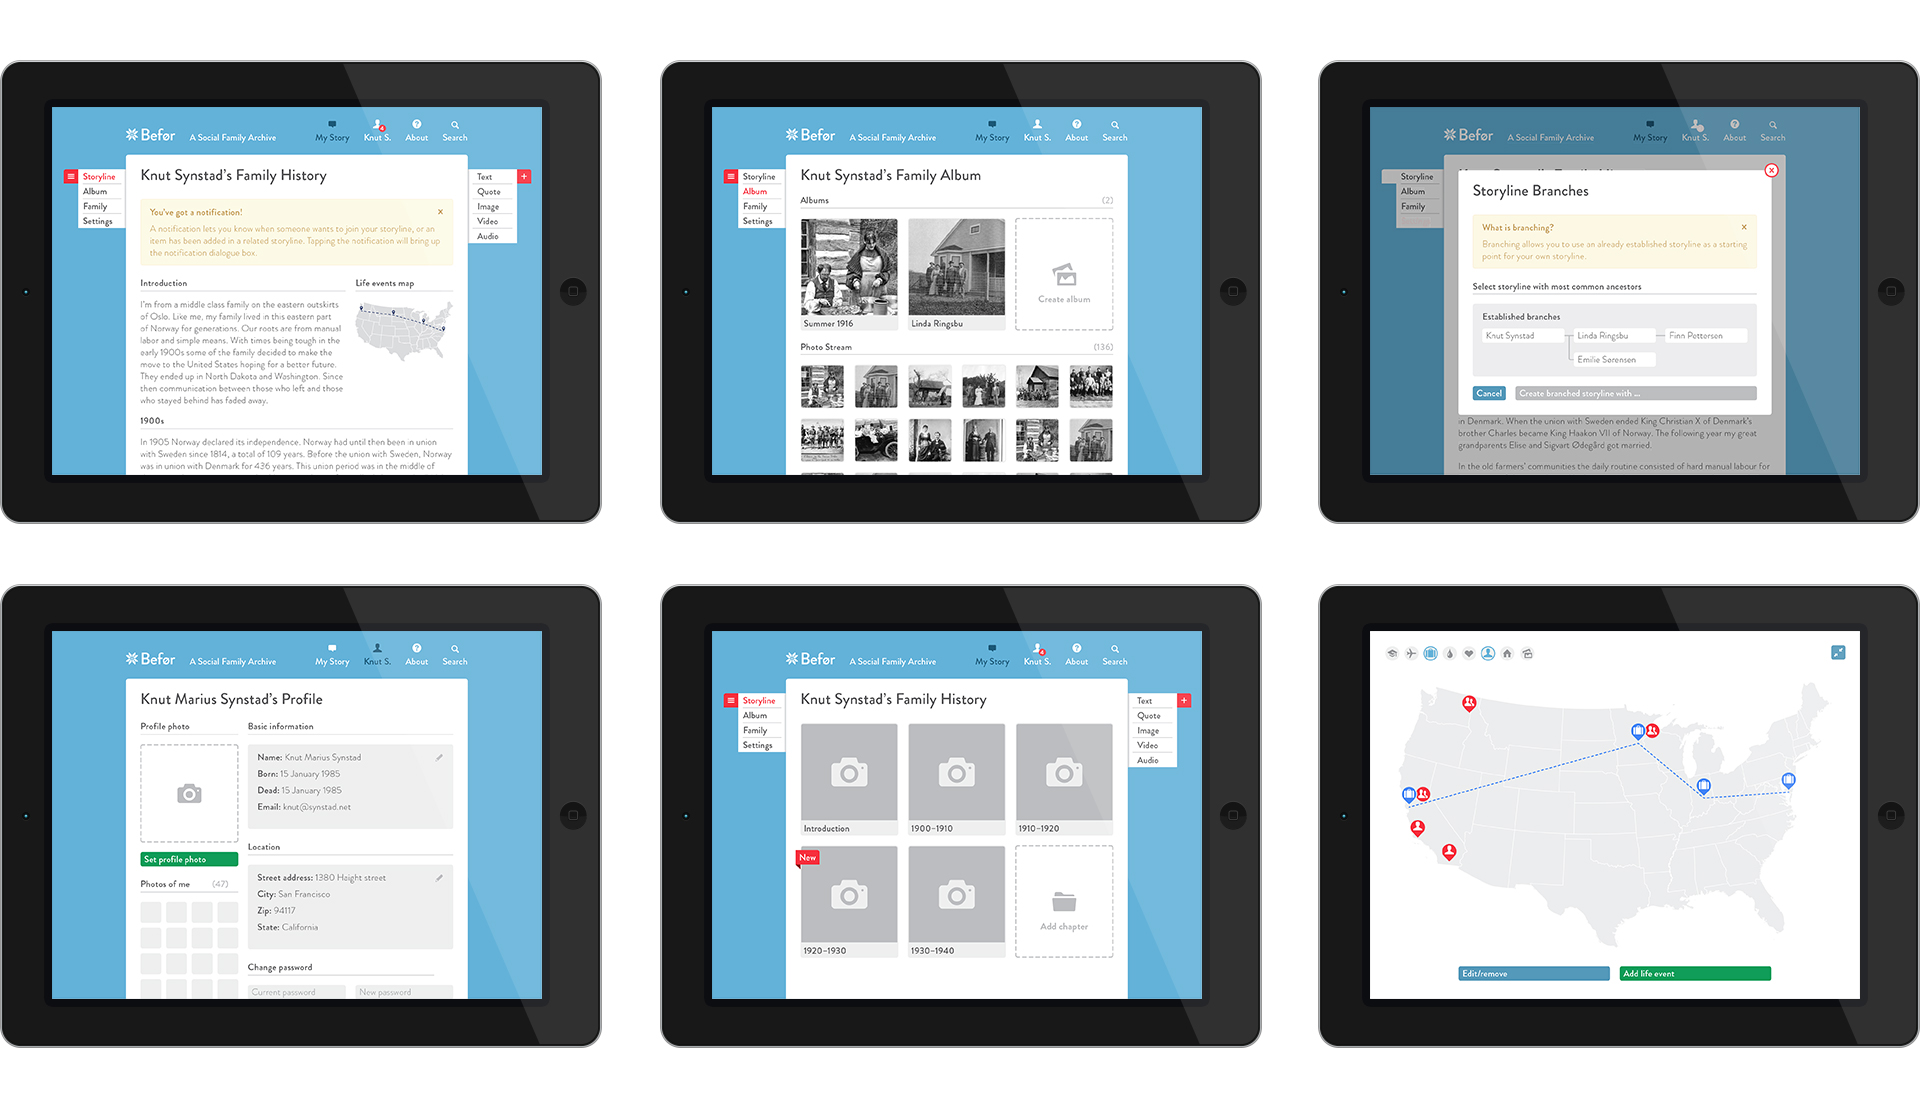 Befør
A Social Family Archive
My Story
Knut S.
4
About
Search
Storyline
Album
Family
Settings
Knut Synstad's Family History
You've got a notification!
A notification lets you know when someone wants to join your storyline, or an
item has been added in a related storyline. Tapping the notification will bring up
the notification dialogue box.
Introduction
I'm from a middle class family on the eastern outskirts
of Oslo. Like me, my family lived in this eastern part
of Norway for generations. Our roots are from manual
labor and simple means. With times being tough in the
early 1900s some of the family decided to make the
move to the United States hoping for a better future.
They ended up in North Dakota and Washington. Since
then communication between those who left and those
who stayed behind has faded away.
Life events map
1900s
In 1905 Norway declared its independence. Norway had until then been in union
with Sweden since 1814, a total of 109 years. Before the union with Sweden, Norway
was in union with Denmark for 436 years. This union period was in the middle of
Text
Quote
Image
Video
Audio
Befør
A Social Family Archive
My Story
Knut S.
About
Search
Storyline
Album
Family
Settings
Knut Synstad's Family Album
Albums
(2)
Summer 1916
Linda Ringsbu
Create album
Photo Stream
(136)
Befør
A Social Family Archive
My Story
Knut S.
About
Search
Storyline
Album
Family
Storyline Branches
What is branching?
Branching allows you to use an already established storyline as a starting
point for your own storyline.
Select storyline with most common ancestors
Established branches
Knut Synstad
Linda Ringsbu
Finn Pettersen
Emilie Sørensen
Cancel
Create branched storyline with ...
in Denmark. When the union with Sweden ended King Christian X of Denmark's
brother Charles became King Haakon VII of Norway. The following year my great
grandparents Elise and Sigvart Ødegård got married.
In the old farmers' communities the daily routine consisted of hard manual labour for
Befør
A Social Family Archive
My Story
Knut S.
About
Search
Knut Marius Synstad's Profile
Profile photo
Set profile photo
Photos of me
(47)
Basic information
Name: Knut Marius Synstad
Born: 15 January 1985
Dead: 15 January 1985
Email: knut@synstad.net
Location
Street address: 1380 Haight street
City: San Francisco
Zip: 94117
State: California
Change password
Current password
New password
Befør
A Social Family Archive
My Story
Knut S.
4
About
Search
Storyline
Album
Family
Settings
Knut Synstad's Family History
Introduction
1900–1910
1910–1920
New
1920–1930
1930–1940
Add chapter
Text
Quote
Image
Video
Audio
Edit/remove
Add life event